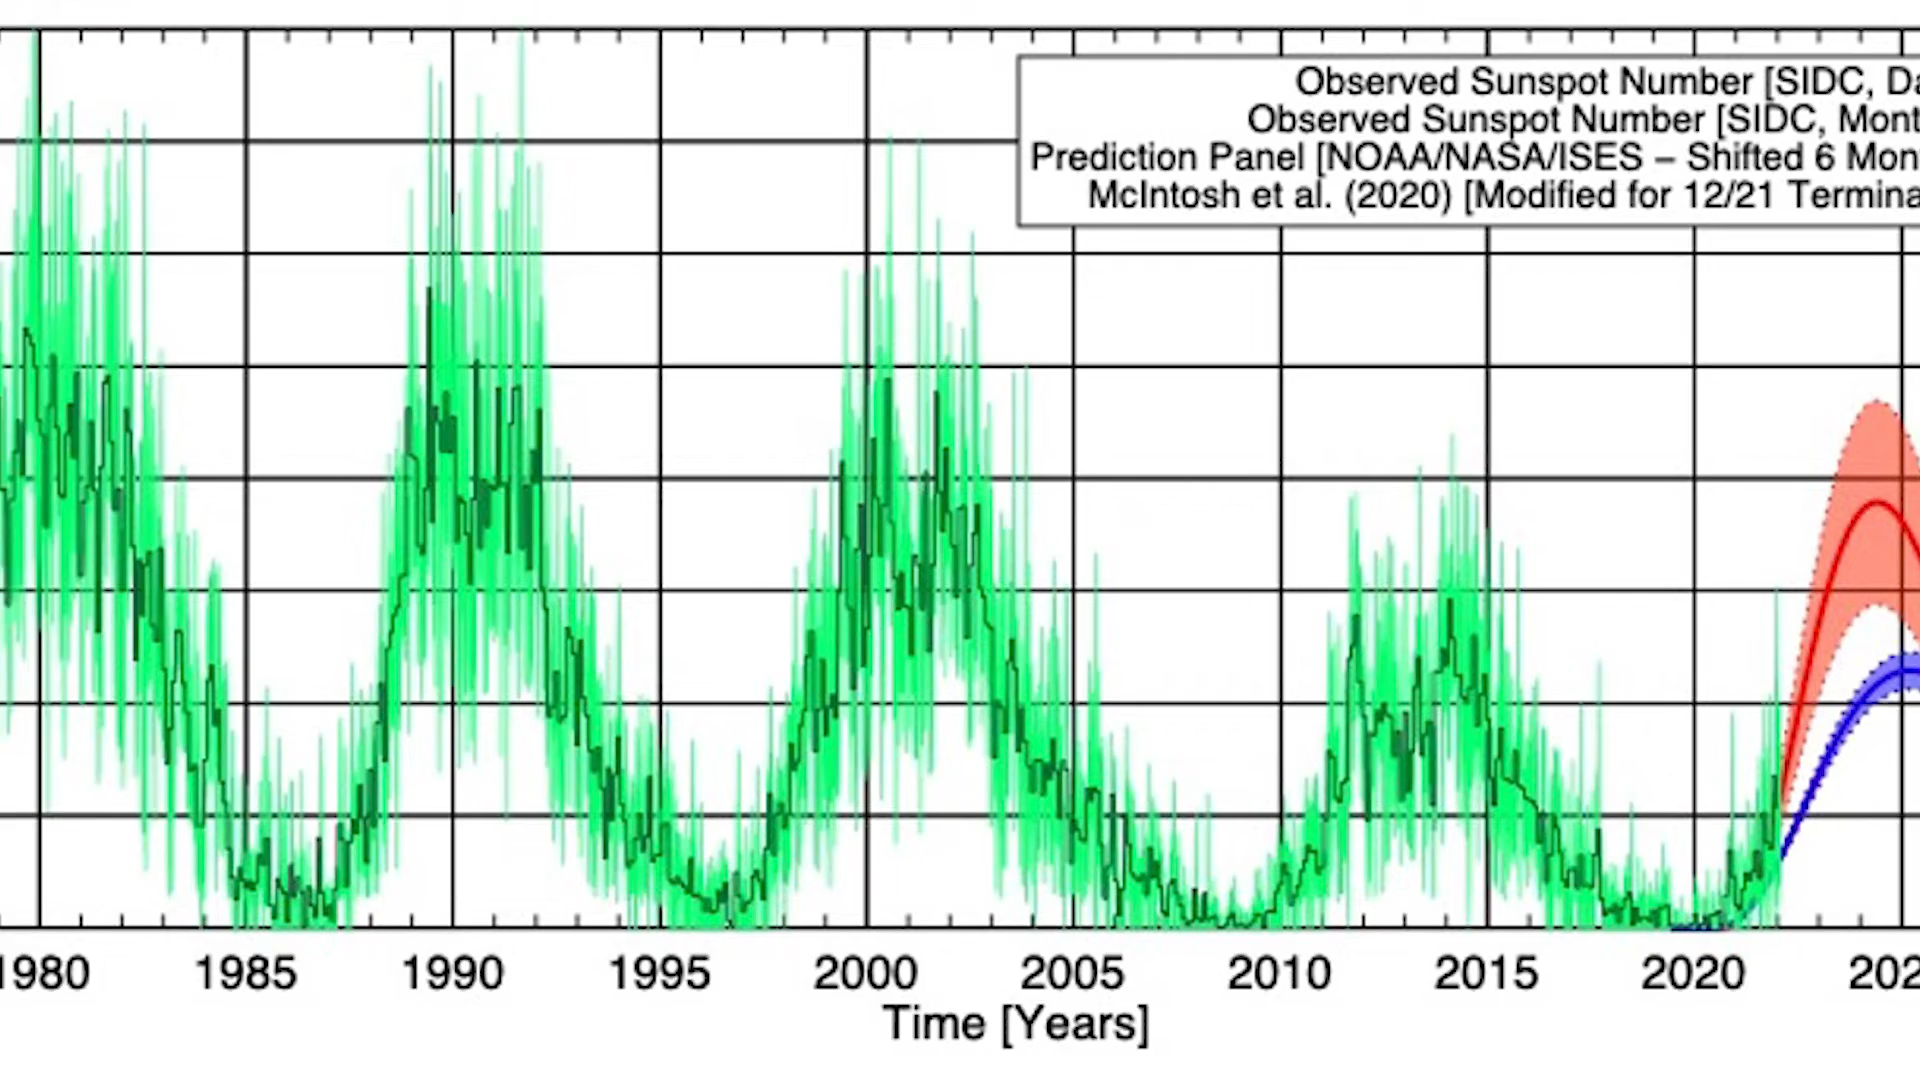 Observed Sunspot Number [SIDC, Da
Observed Sunspot Number [SIDC, Mont
Prediction Panel [NOAA/NASA/ISES – Shifted 6 Mon
McIntosh et al. (2020) [Modified for 12/21 Termina
1980 1985 1990 1995 2000 2005 2010 2015 2020 202
Time [Years]